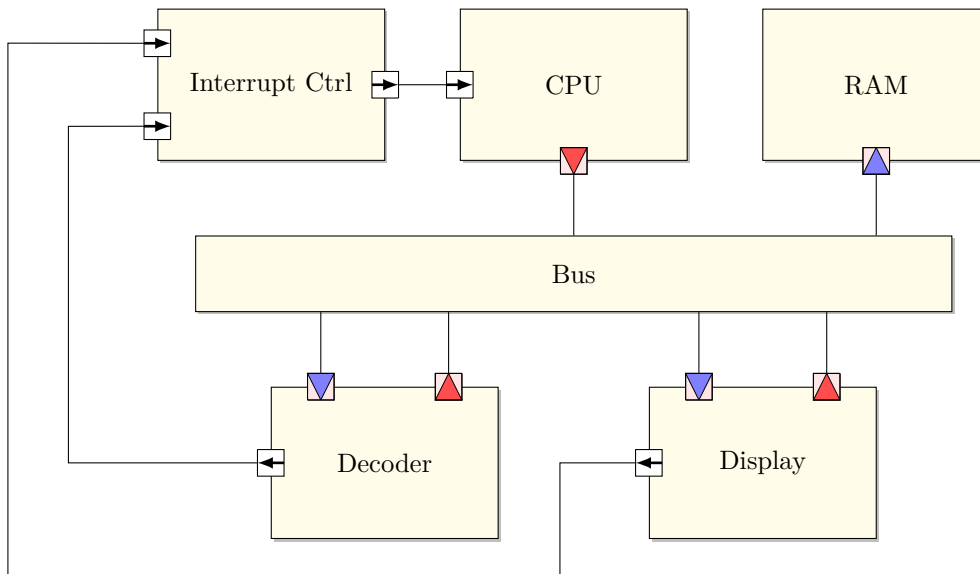 Interrupt Ctrl
CPU
RAM
Bus
Decoder
Display